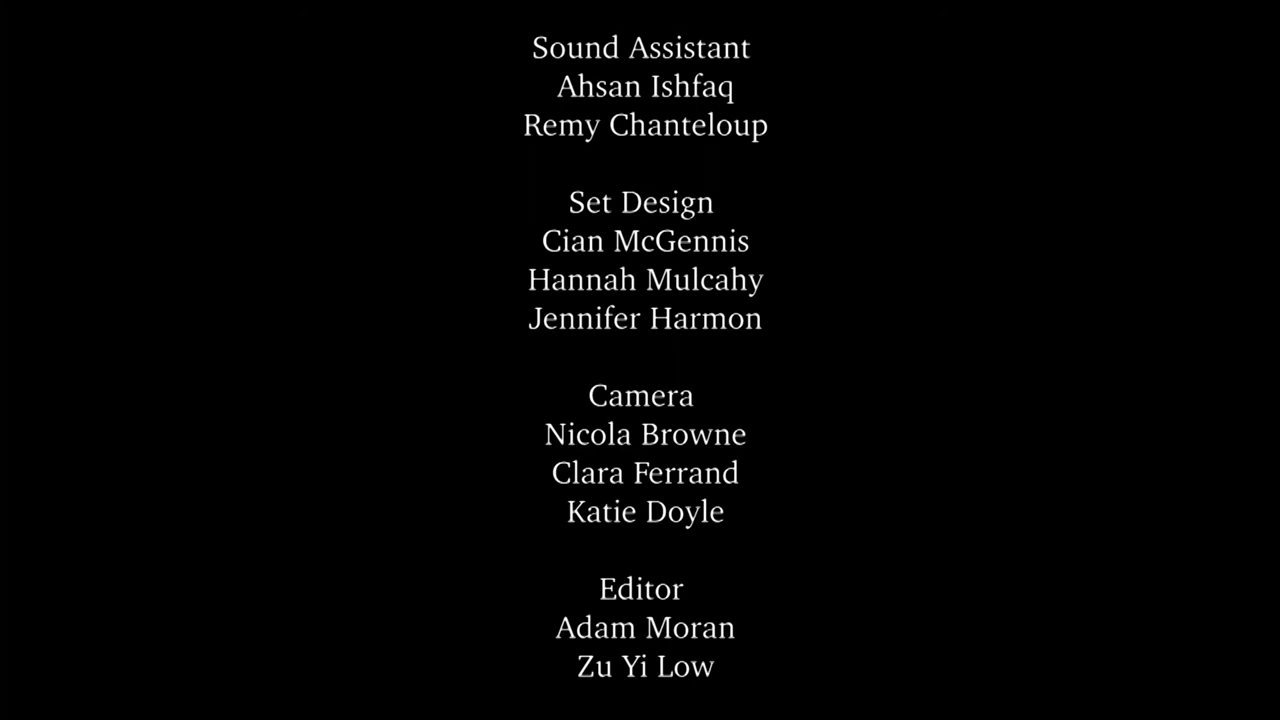 Sound Assistant
Ahsan Ishfaq
Remy Chanteloup
Set Design
Cian McGennis
Hannah Mulcahy
Jennifer Harmon
Camera
Nicola Browne
Clara Ferrand
Katie Doyle
Editor
Adam Moran
Zu Yi Low